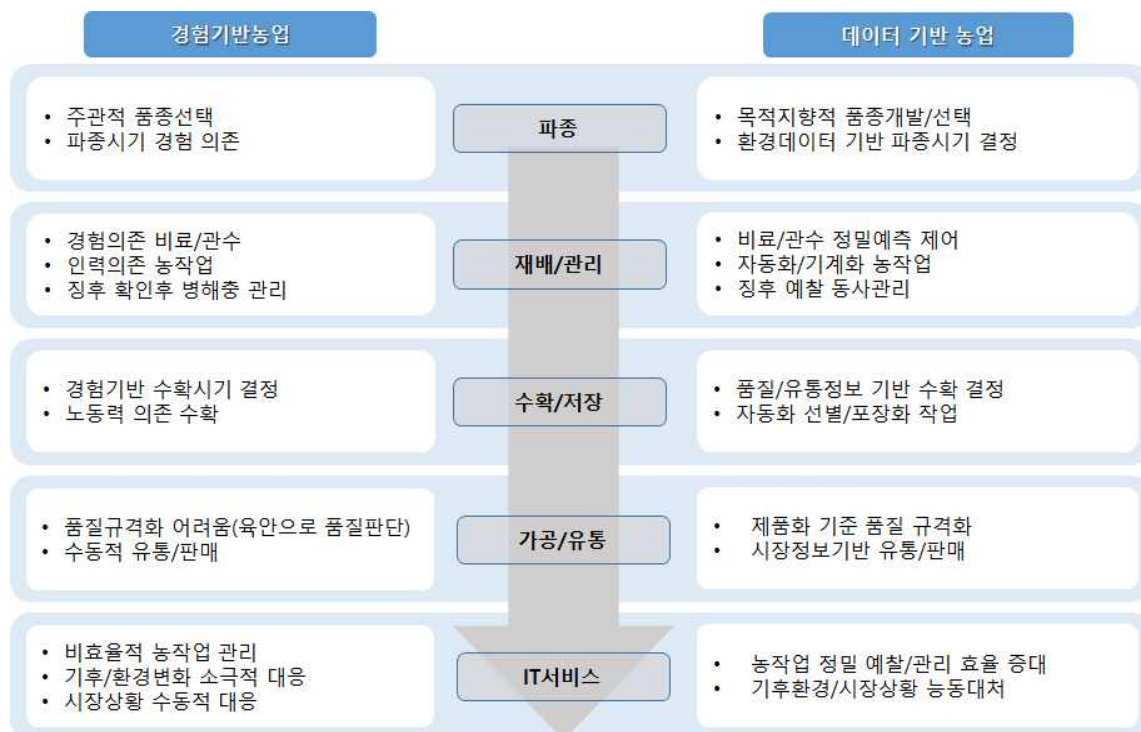 경험기반농업
데이터 기반 농업
• 주관적 품종선택
• 파종시기 경험 의존
파종
• 목적지향적 품종개발/선택
• 환경데이터 기반 파종시기 결정
• 경험의존 비료/관수
• 인력의존 농작업
• 징후 확인후 병해충 관리
재배/관리
• 비료/관수 정밀예측 제어
• 자동화/기계화 농작업
• 징후 예찰 동사관리
• 경험기반 수확시기 결정
• 노동력 의존 수확
수확/저장
• 품질/유통정보 기반 수확 결정
• 자동화 선별/포장화 작업
• 품질규격화 어려움(육안으로 품질판단)
• 수동적 유통/판매
가공/유통
• 제품화 기준 품질 규격화
• 시장정보기반 유통/판매
• 비효율적 농작업 관리
• 기후/환경변화 소극적 대응
• 시장상황 수동적 대응
IT서비스
• 농작업 정밀 예찰/관리 효율 증대
• 기후환경/시장상황 능동대처